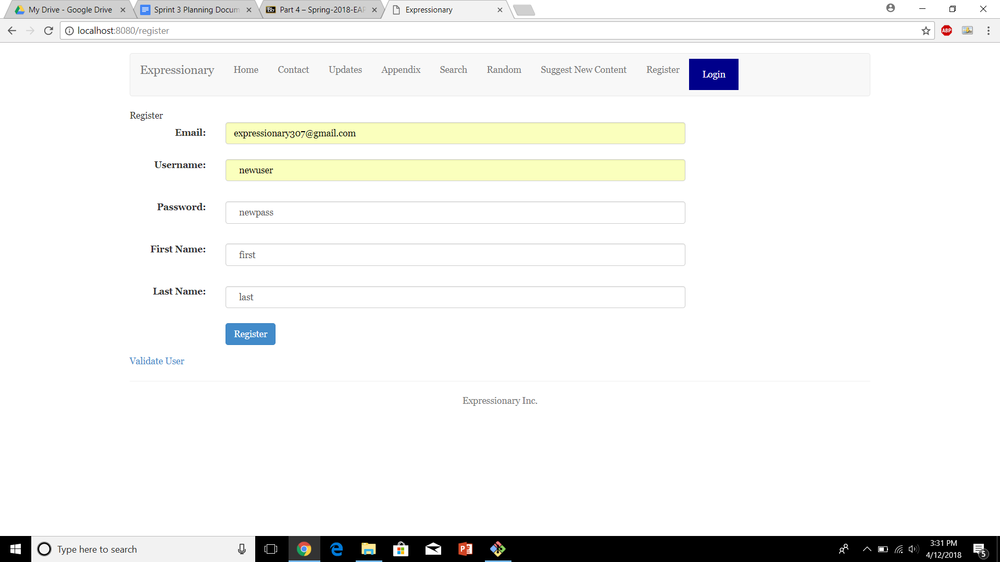 My Drive - Google Drive
Sprint 3 Planning Docum
Bb Part 4 – Spring-2018-EAP
Expressionary
localhost:8080/register
ABP
Expressionary Home Contact Updates Appendix Search Random Suggest New Content Register Login
Register
Email: expressionary307@gmail.com
Username: newuser
Password: newpass
First Name: first
Last Name: last
Register
Validate User
Expressionary Inc.
Type here to search
3:31 PM
4/12/2018
5